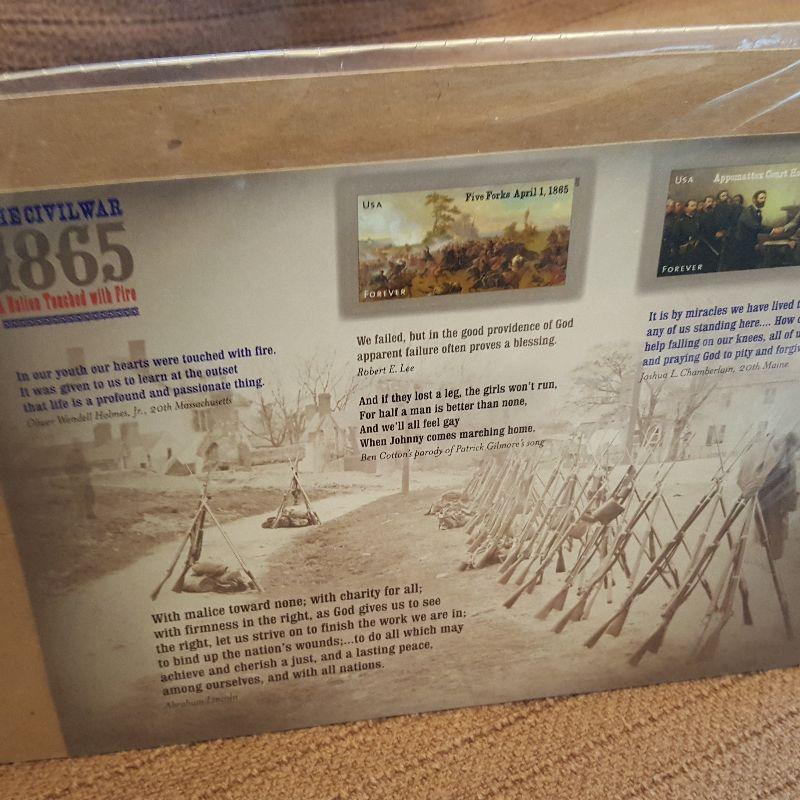 HE CIVIL WAR
1865
A Nation Touched with Fire
In our youth our hearts were touched with fire.
It was given to us to learn at the outset
that life is a profound and passionate thing.
Oliver Wendell Holmes, Jr., 20th Massachusetts
USA
Five Forks April 1, 1865
FOREVER
We failed, but in the good providence of God
apparent failure often proves a blessing.
Robert E. Lee
And if they lost a leg, the girls won't run,
For half a man is better than none,
And we'll all feel gay
When Johnny comes marching home.
Ben Cotton's parody of Patrick Gilmore's song
USA
Appomattox Court Ho
FOREVER
It is by miracles we have lived
any of us standing here.... How
help falling on our knees, all of
and praying God to pity and forgiv
Joshua L. Chamberlain, 20th Maine
With malice toward none; with charity for all;
with firmness in the right, as God gives us to see
the right, let us strive on to finish the work we are in;
to bind up the nation's wounds;...to do all which may
achieve and cherish a just, and a lasting peace,
among ourselves, and with all nations.
Abraham Lincoln